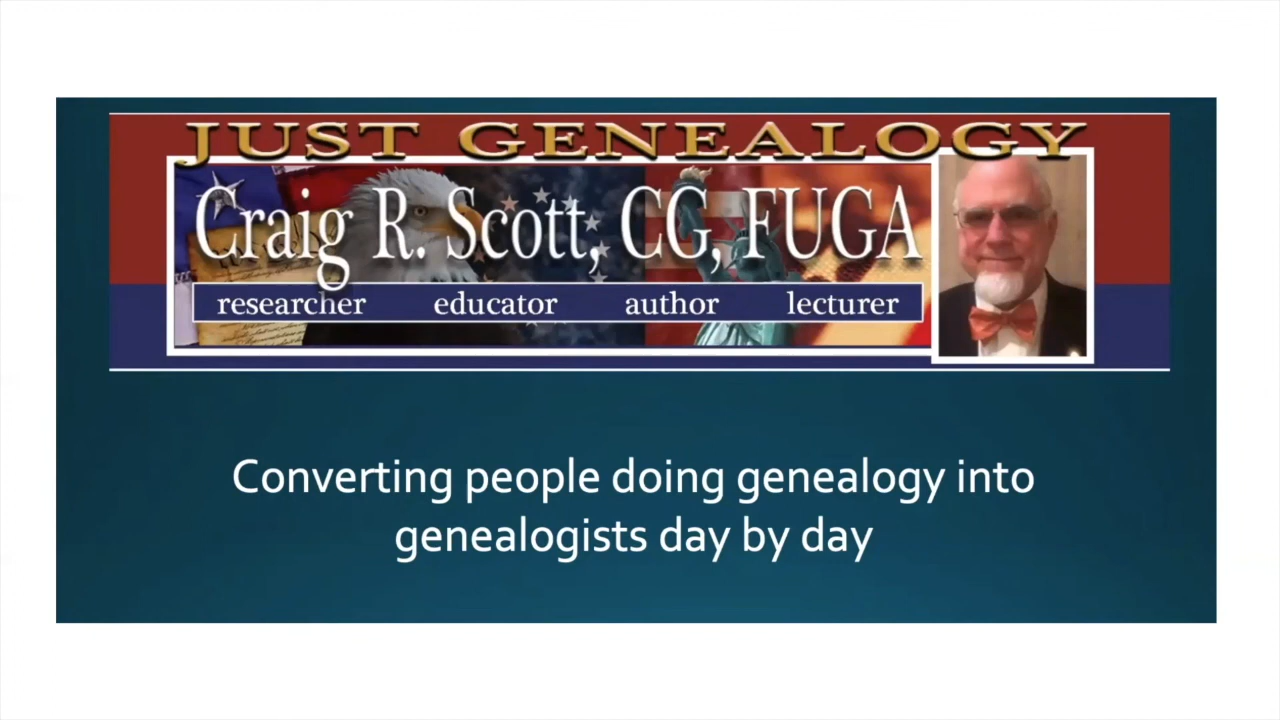 JUST GENEALOGY
Craig R. Scott, CG, FUGA
researcher educator author lecturer
Converting people doing genealogy into
genealogists day by day